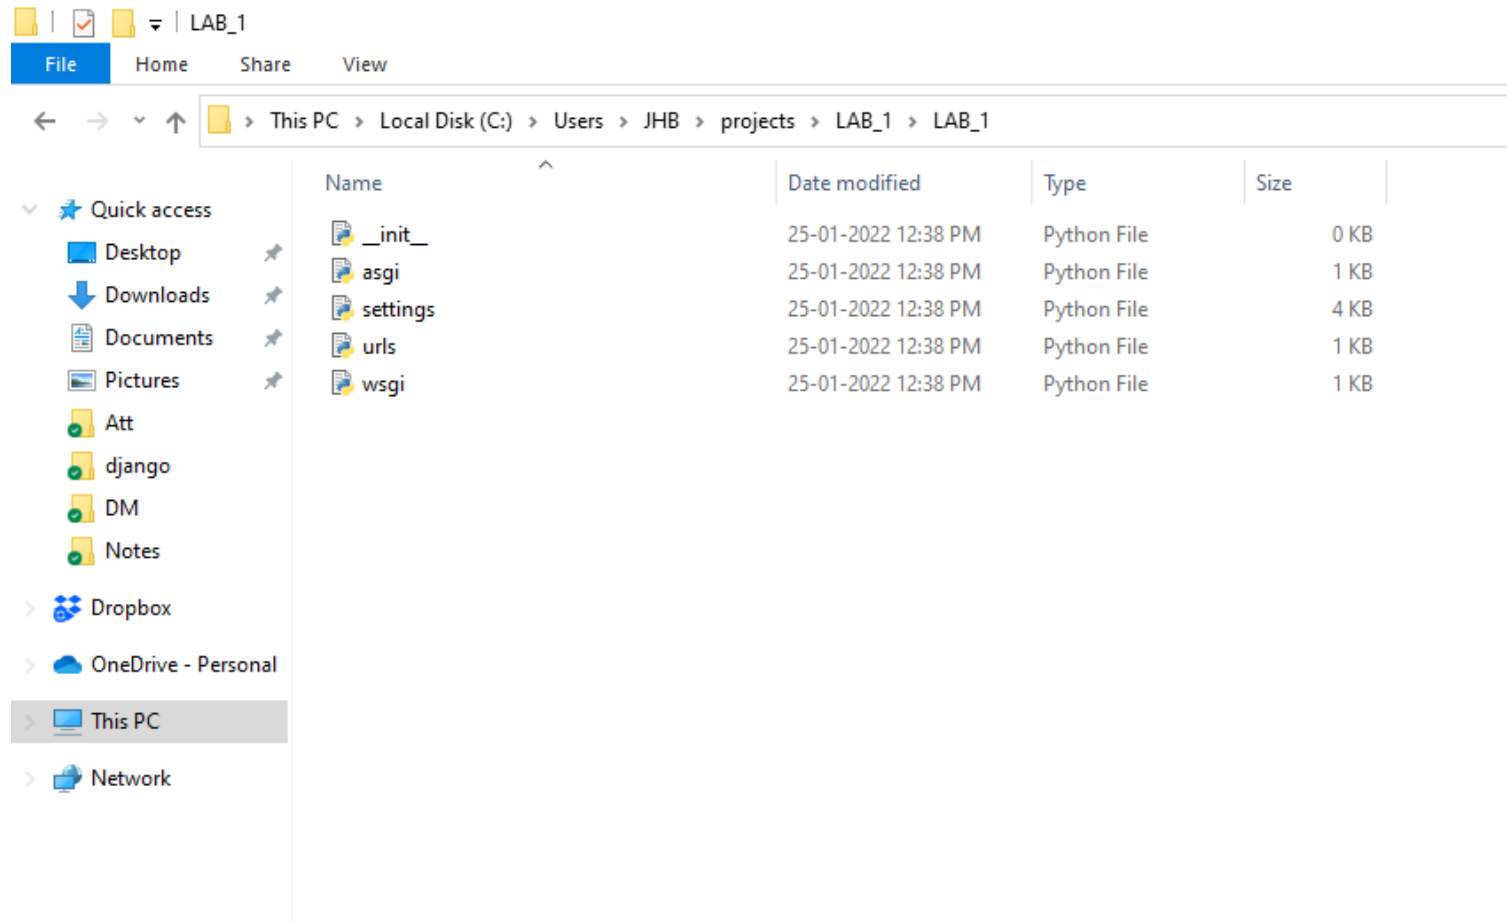 LAB_1
File Home Share View
This PC > Local Disk (C:) > Users > JHB > projects > LAB_1 > LAB_1
Name Date modified Type Size
Quick access
Desktop
Downloads
Documents
Pictures
Att
django
DM
Notes
Dropbox
OneDrive - Personal
This PC
Network
__init__ 25-01-2022 12:38 PM Python File 0 KB
asgi 25-01-2022 12:38 PM Python File 1 KB
settings 25-01-2022 12:38 PM Python File 4 KB
urls 25-01-2022 12:38 PM Python File 1 KB
wsgi 25-01-2022 12:38 PM Python File 1 KB